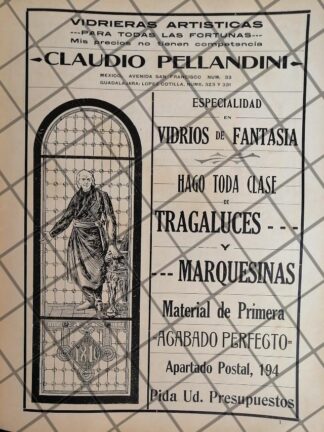 VIDRIERAS ARTISTICAS
---PARA TODAS LAS FORTUNAS---
Mis precios no tienen competencia
CLAUDIO PELLANDINI
MEXICO, AVENIDA SAN FRANCISCO NUM. 33
GUADALAJARA: LOPEZ COTILLA, NUMS. 325 Y 331
ESPECIALIDAD
EN
VIDRIOS DE FANTASIA
HAGO TODA CLASE
DE
TRAGALUCES ---
Y
--- MARQUESINAS
Material de Primera
-AGABADO PERFECTO-
Apartado Postal, 194
Pida Ud. Presupuestos
1810